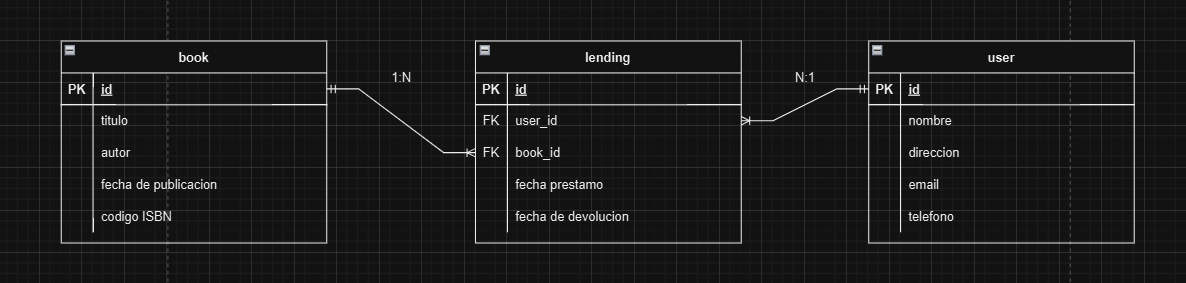 book
PK id
titulo
autor
fecha de publicacion
codigo ISBN
1:N
lending
PK id
FK user_id
FK book_id
fecha prestamo
fecha de devolucion
N:1
user
PK id
nombre
direccion
email
telefono